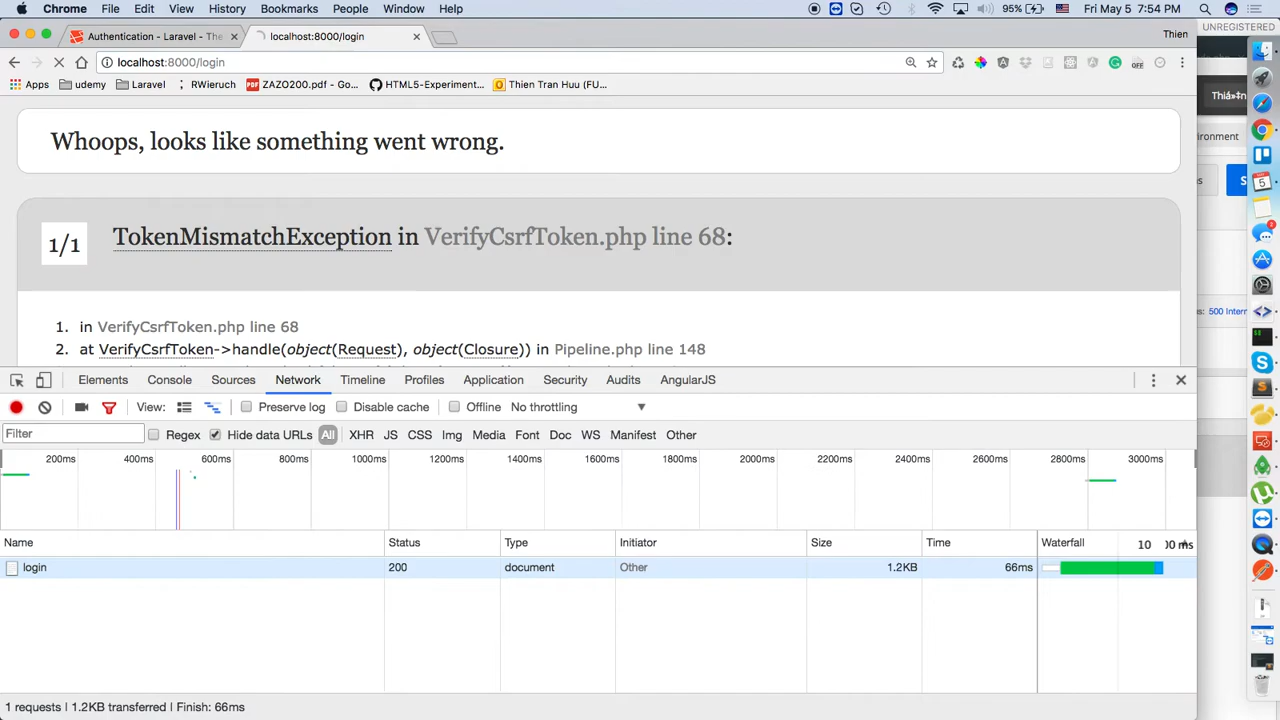 Chrome File Edit View History Bookmarks People Window Help 95% Fri May 5 7:54 PM
UNREGISTERED
Authentication - Laravel - The localhost:8000/login Thien
localhost:8000/login
Apps udemy Laravel RWieruch ZAZO200.pdf - Go... HTML5-Experiment... Thien Tran Huu (FU...
Whoops, looks like something went wrong.
1/1 TokenMismatchException in VerifyCsrfToken.php line 68:
1. in VerifyCsrfToken.php line 68
2. at VerifyCsrfToken->handle(object(Request), object(Closure)) in Pipeline.php line 148
Elements Console Sources Network Timeline Profiles Application Security Audits AngularJS
View: Preserve log Disable cache Offline No throttling
Filter Regex Hide data URLs All XHR JS CSS Img Media Font Doc WS Manifest Other
200ms 400ms 600ms 800ms 1000ms 1200ms 1400ms 1600ms 1800ms 2000ms 2200ms 2400ms 2600ms 2800ms 3000ms
Name Status Type Initiator Size Time Waterfall 10
login 200 document Other 1.2KB 66ms
1 requests | 1.2KB transferred | Finish: 66ms
ironment
500 Intern